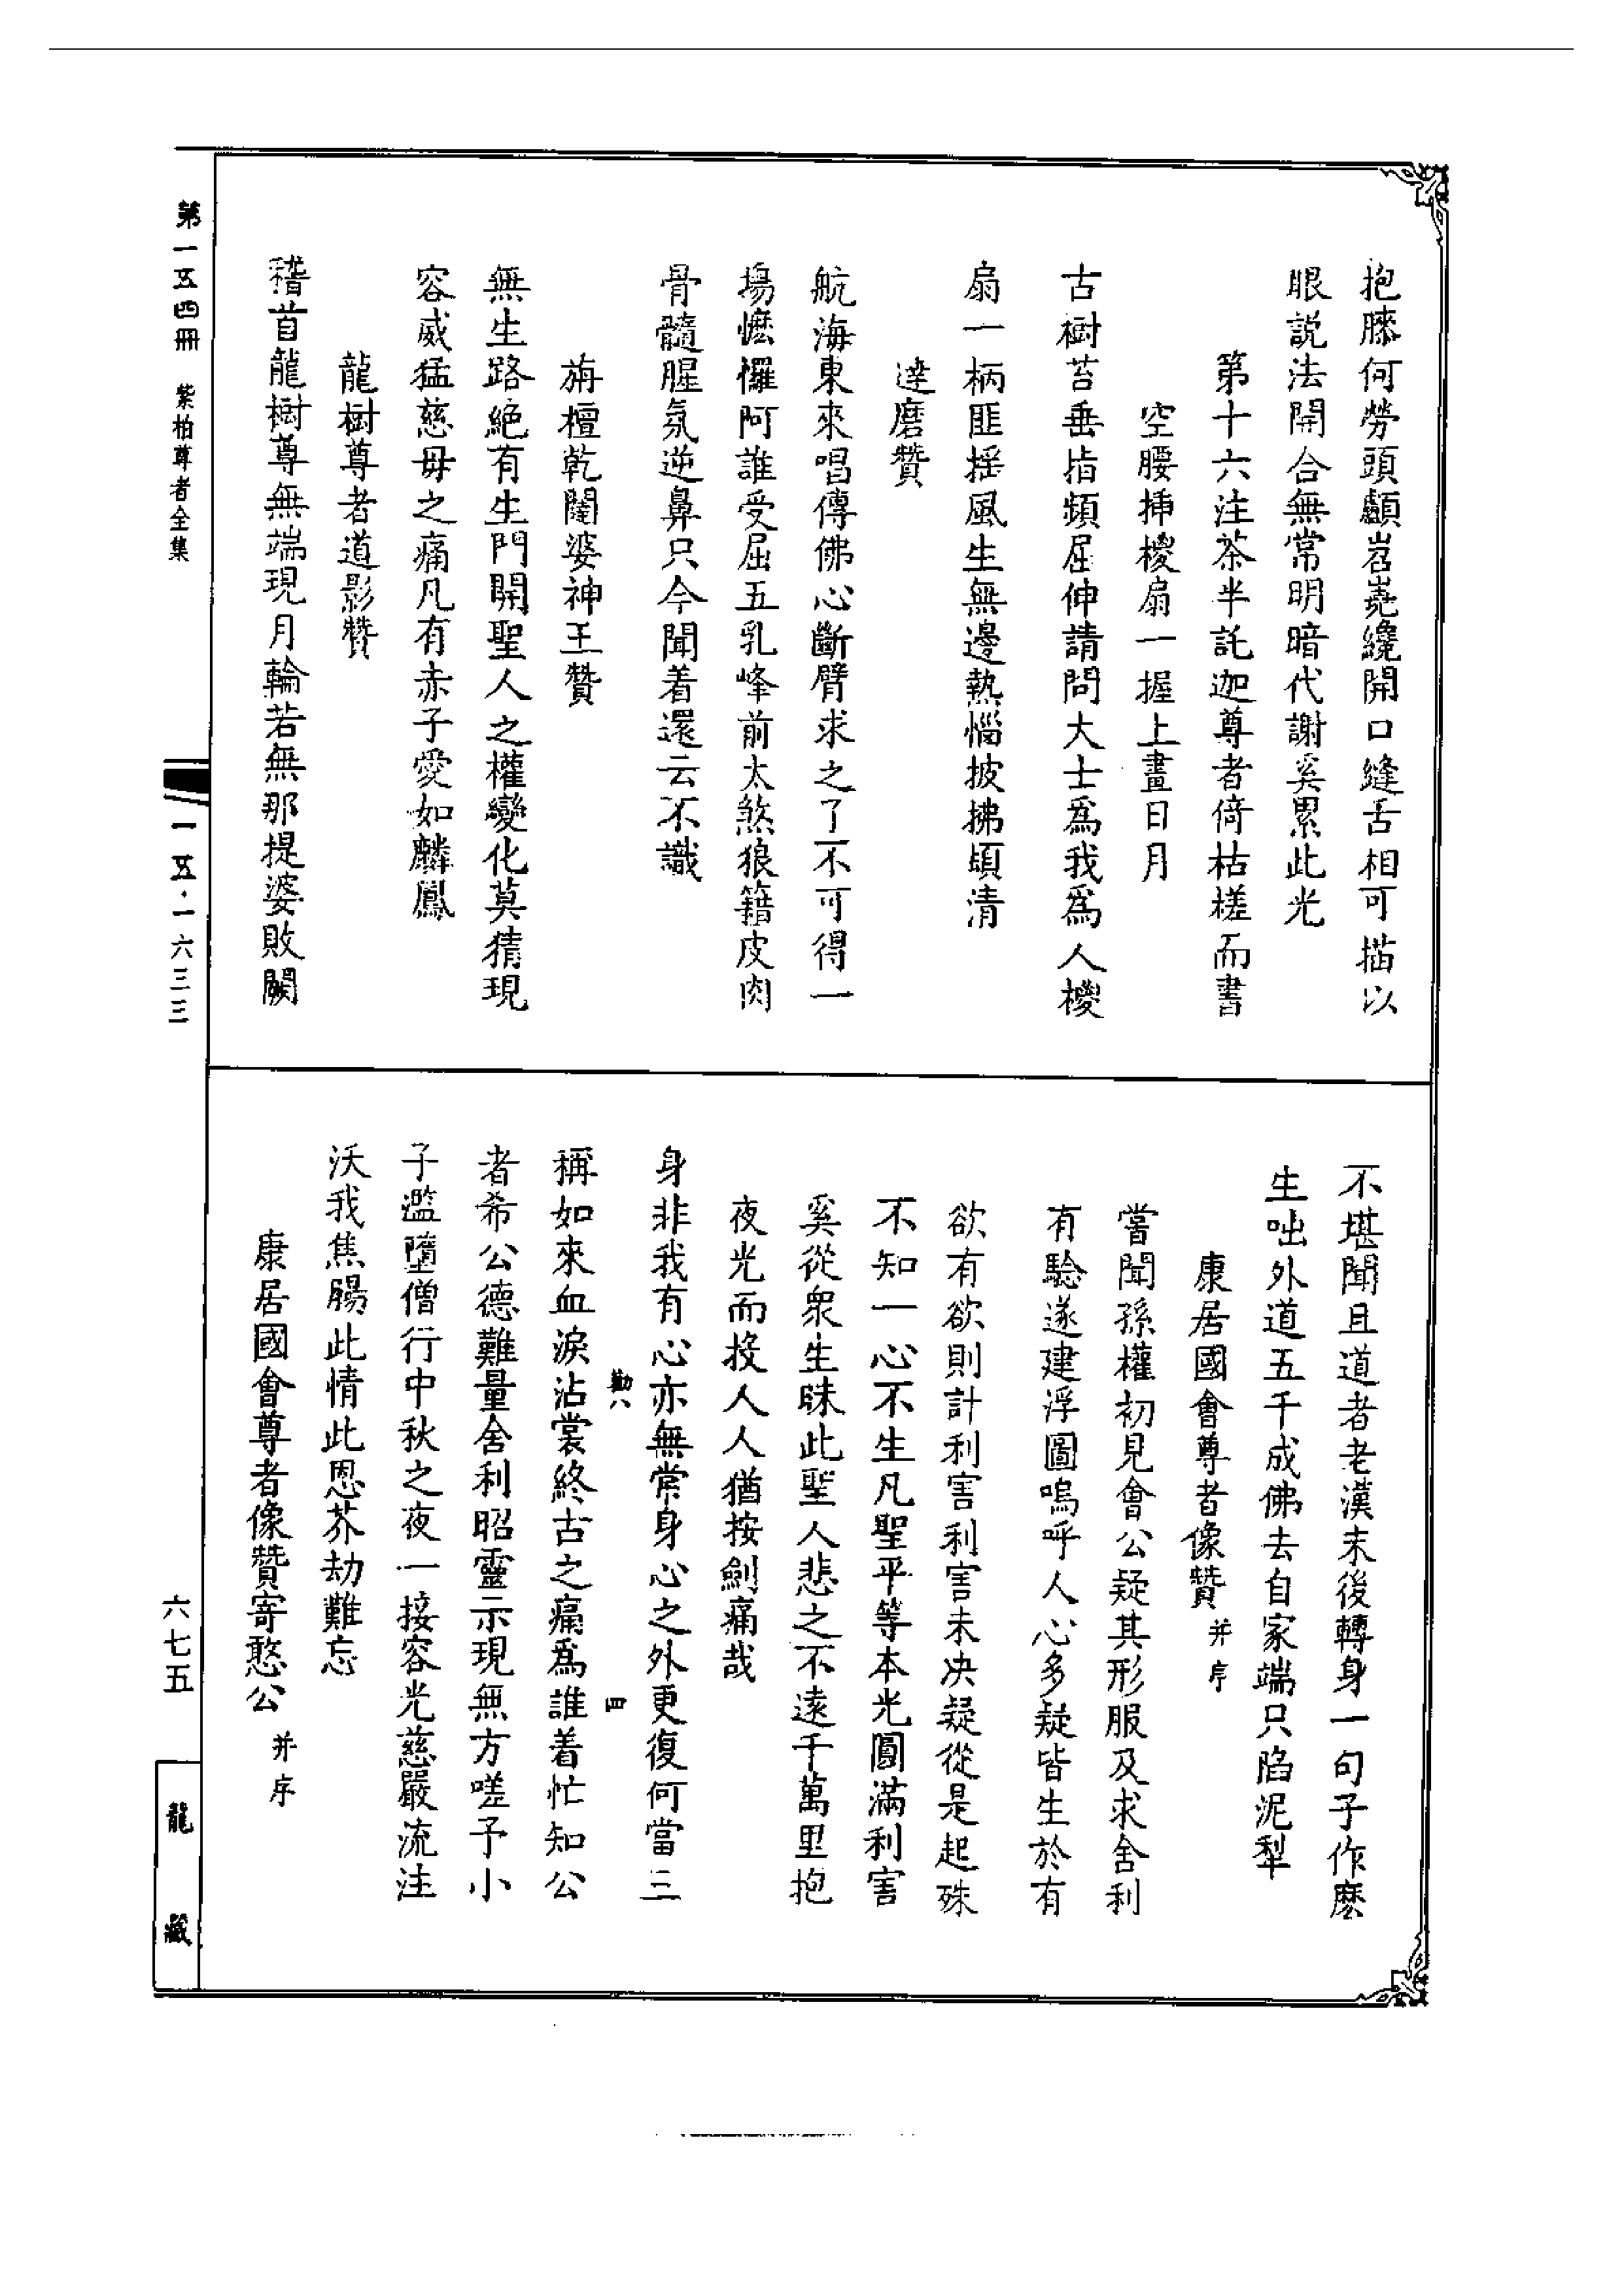 抱膝何勞頭顱岧嶤纔開口縫舌相可描以
眼説法開合無常明暗代謝奚累此光
第十六注荼半託迦尊者倚枯槎而書
空腰挿椶扇一握上畫日月
古樹苔垂指頻屈伸請問大士爲我爲人椶
扇一柄匪揺風生無邊熱惱披拂頃清
達磨贊
航海東來唱傳佛心斷臂求之了不可得一
塲懡㦬阿誰受屈五乳峰前太煞狼籍皮肉
骨髓腥氛逆鼻只今聞着還云不識
旃檀乾闥婆神王贊
無生路絶有生門開聖人之權變化莫猜現
容威猛慈毋之痛凡有赤子愛如麟鳳
龍樹尊者道影贊
稽首龍樹尊無端現月輪若無那提婆敗闕
不堪聞且道者老漢末後轉身一句子作麽
生咄外道五千成佛去自家端只陷泥犁
康居國會尊者像贊并序
嘗聞孫權初見會公疑其形服及求舍利
有驗遂建浮圖嗚呼人心多疑皆生於有
欲有欲則計利害利害未决疑從是起殊
不知一心不生凡聖平等本光圓滿利害
奚從衆生昧此聖人悲之不遠千萬里抱
夜光而投人人猶按劍痛哉
身非我有心亦無常身心之外更復何當三
勤八 四
稱如來血淚沾裳終古之痛爲誰着忙知公
者希公德難量舍利昭靈示現無方嗟予小
子濫墮僧行中秋之夜一接容光慈嚴流注
沃我焦腸此情此恩芥劫難忘
康居國會尊者像贊寄憨公并序
第一五四冊 紫柏尊者全集
一五·一六三三
六七五
龍藏